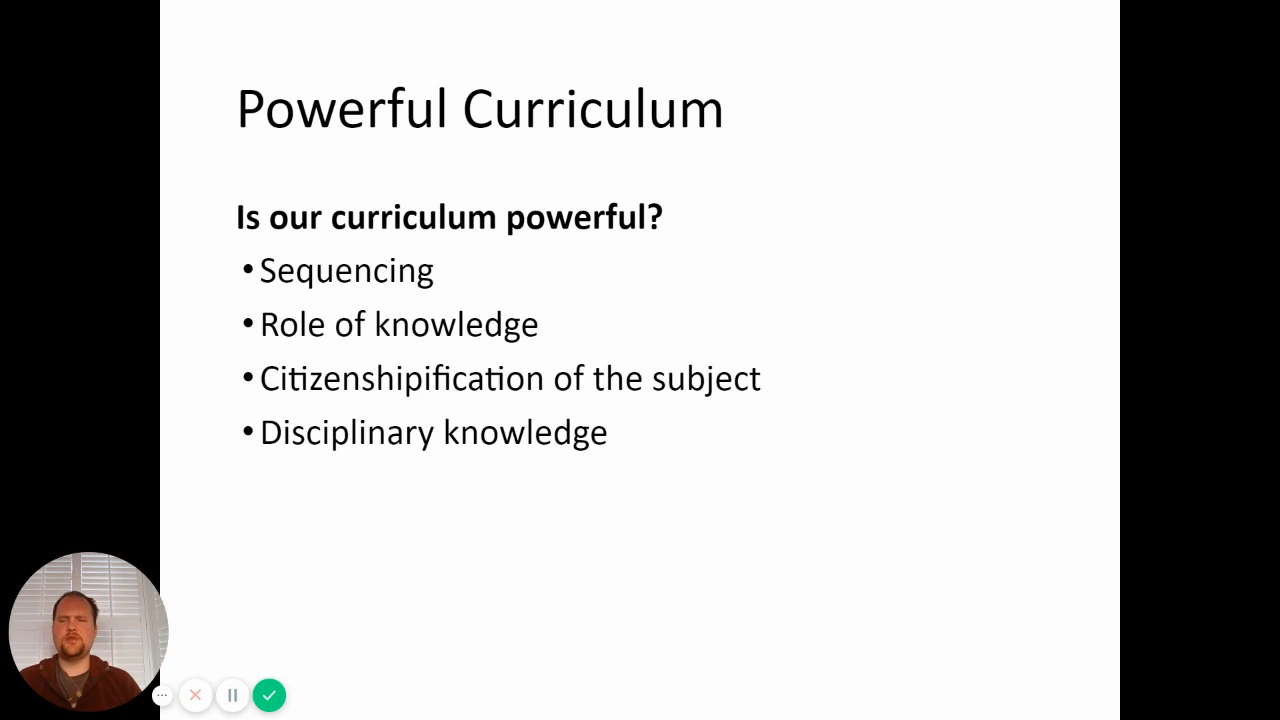 Powerful Curriculum
Is our curriculum powerful?
•Sequencing
•Role of knowledge
•Citizenshipification of the subject
•Disciplinary knowledge